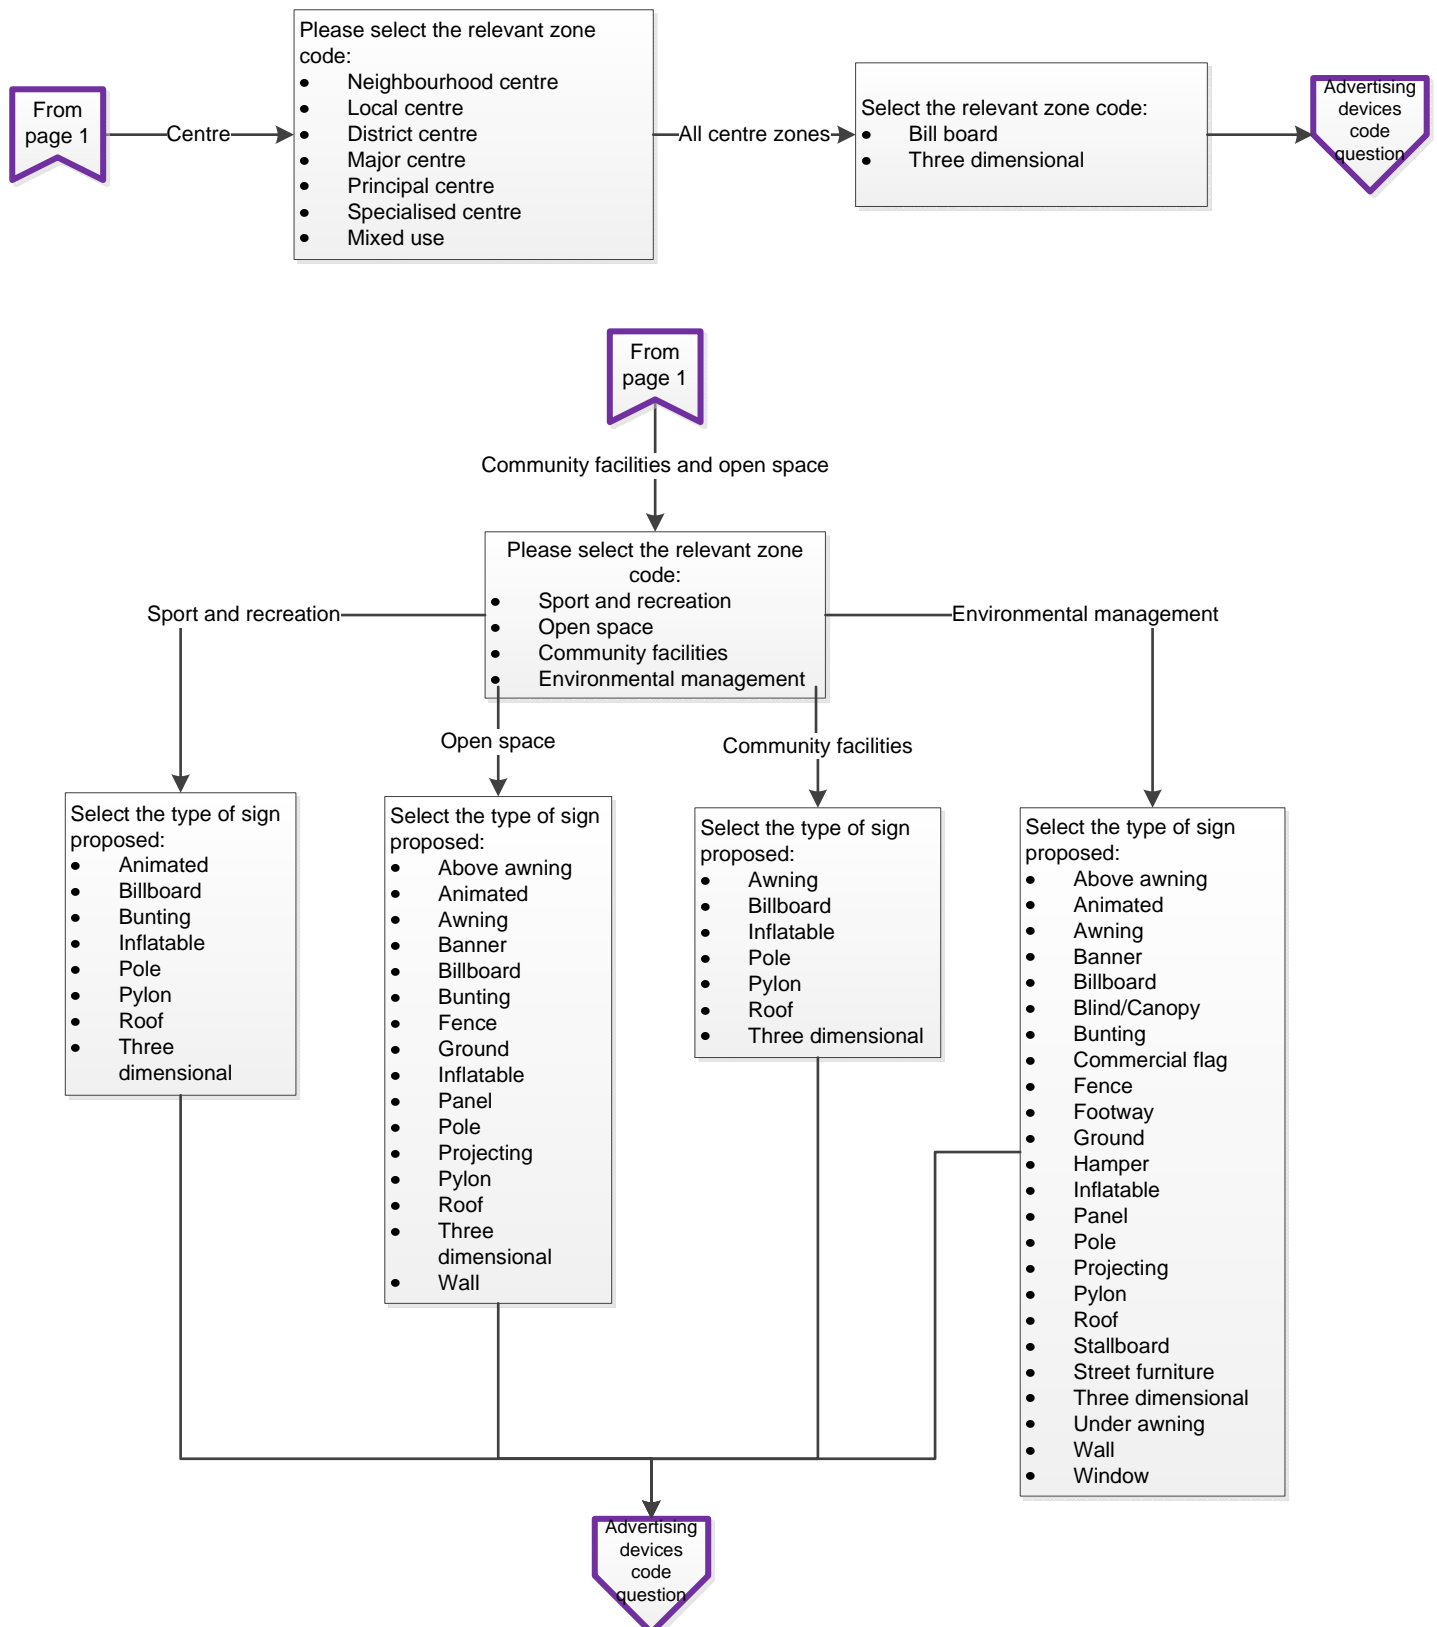 From
page 1
Centre
Please select the relevant zone
code:
• Neighbourhood centre
• Local centre
• District centre
• Major centre
• Principal centre
• Specialised centre
• Mixed use
All centre zones
Select the relevant zone code:
• Bill board
• Three dimensional
Advertising
devices
code
question
From
page 1
Community facilities and open space
Please select the relevant zone
code:
• Sport and recreation
• Open space
• Community facilities
• Environmental management
Sport and recreation
Open space
Community facilities
Environmental management
Select the type of sign
proposed:
• Animated
• Billboard
• Bunting
• Inflatable
• Pole
• Pylon
• Roof
• Three
dimensional
Select the type of sign
proposed:
• Above awning
• Animated
• Awning
• Banner
• Billboard
• Bunting
• Fence
• Ground
• Inflatable
• Panel
• Pole
• Projecting
• Pylon
• Roof
• Three
dimensional
• Wall
Select the type of sign
proposed:
• Awning
• Billboard
• Inflatable
• Pole
• Pylon
• Roof
• Three dimensional
Select the type of sign
proposed:
• Above awning
• Animated
• Awning
• Banner
• Billboard
• Blind/Canopy
• Bunting
• Commercial flag
• Fence
• Footway
• Ground
• Hamper
• Inflatable
• Panel
• Pole
• Projecting
• Pylon
• Roof
• Stallboard
• Street furniture
• Three dimensional
• Under awning
• Wall
• Window
Advertising
devices
code
question